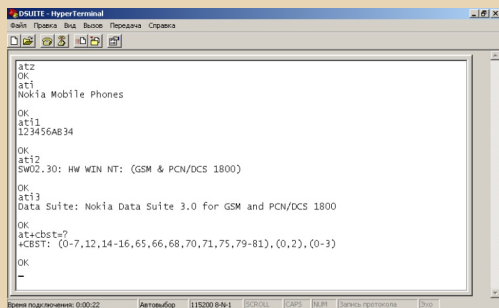 DSUITE - HyperTerminal
Файл Правка Вид Вызов Передача Справка
atz
OK
ati
Nokia Mobile Phones
OK
ati1
123456AB34
OK
ati2
SW02.30: HW WIN NT: (GSM & PCN/DCS 1800)
OK
ati3
Data Suite: Nokia Data Suite 3.0 for GSM and PCN/DCS 1800
OK
at+cbst=?
+CBST: (0-7,12,14-16,65,66,68,70,71,75,79-81),(0,2),(0-3)
OK
Время подключения: 0:00:22 Автовыбор 115200 8-N-1 SCROLL CAPS NUM Запись протокола Эхо